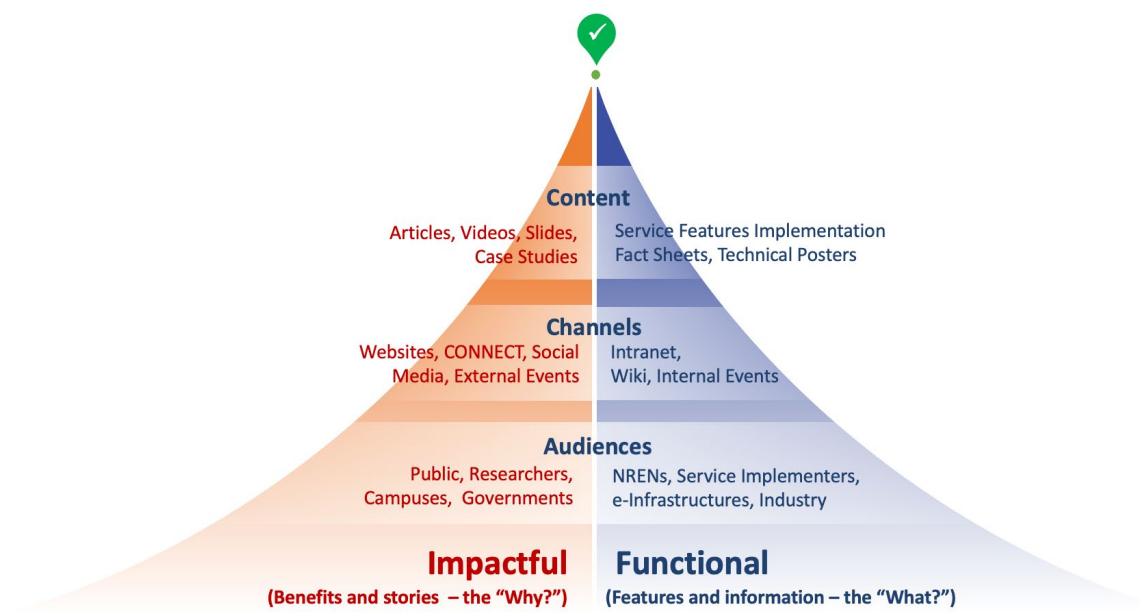 Content
Articles, Videos, Slides,
Case Studies
Service Features Implementation
Fact Sheets, Technical Posters
Channels
Websites, CONNECT, Social
Media, External Events
Intranet,
Wiki, Internal Events
Audiences
Public, Researchers,
Campuses, Governments
NRENs, Service Implementers,
e-Infrastructures, Industry
Impactful
(Benefits and stories – the “Why?”)
Functional
(Features and information – the “What?”)